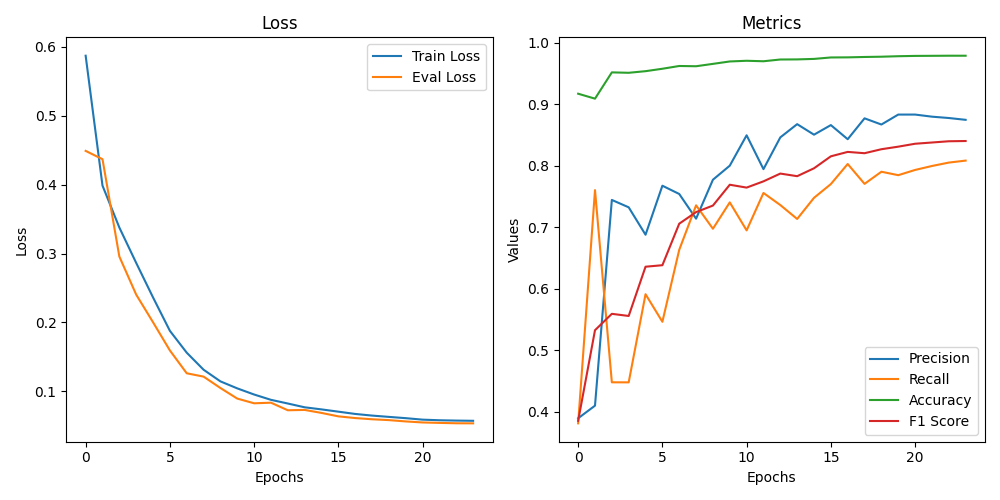 Loss
Train Loss
Eval Loss
0.6
0.5
0.4
0.3
0.2
0.1
Loss
0
5
10
15
20
Epochs
Metrics
1.0
0.9
0.8
0.7
0.6
0.5
0.4
Values
Precision
Recall
Accuracy
F1 Score
0
5
10
15
20
Epochs